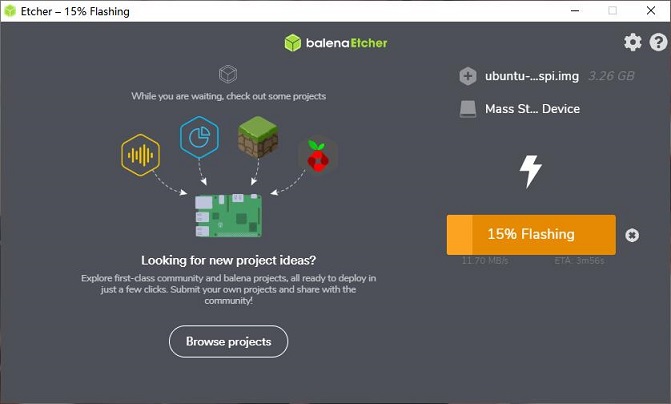 Etcher – 15% Flashing
balenaEtcher
While you are waiting, check out some projects
Looking for new project ideas?
Explore first-class community and balena projects, all ready to deploy in
just a few clicks. Submit your own projects and share with the
community!
Browse projects
ubuntu-...spi.img 3.26 GB
Mass St... Device
15% Flashing
11.70 MB/s ETA: 3m56s